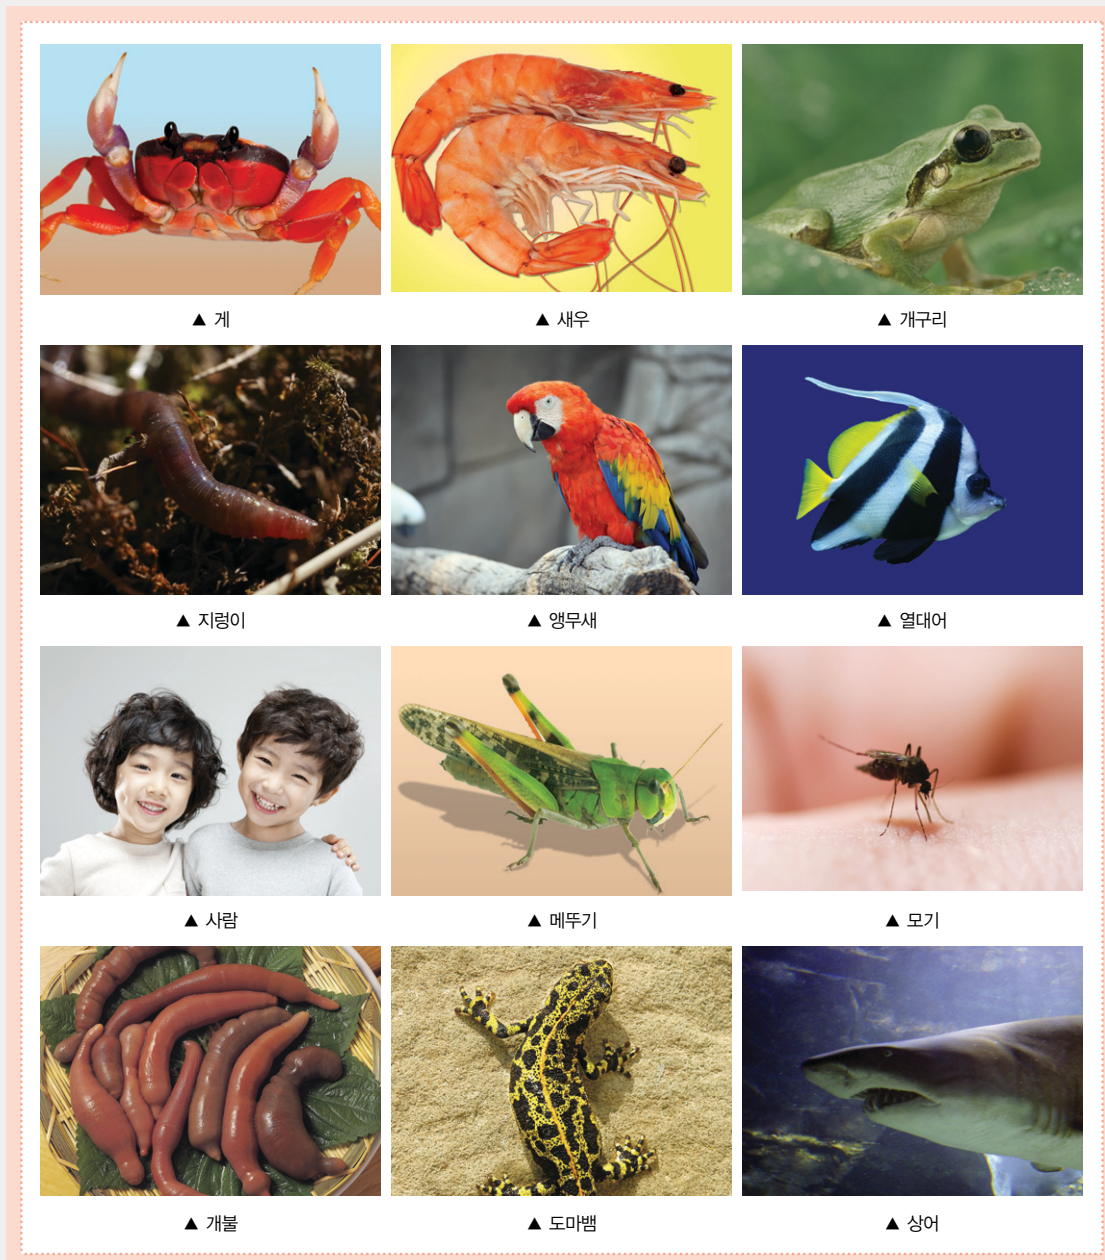 ▲ 게
▲ 새우
▲ 개구리
▲ 지렁이
▲ 앵무새
▲ 열대어
▲ 사람
▲ 메뚜기
▲ 모기
▲ 개불
▲ 도마뱀
▲ 상어